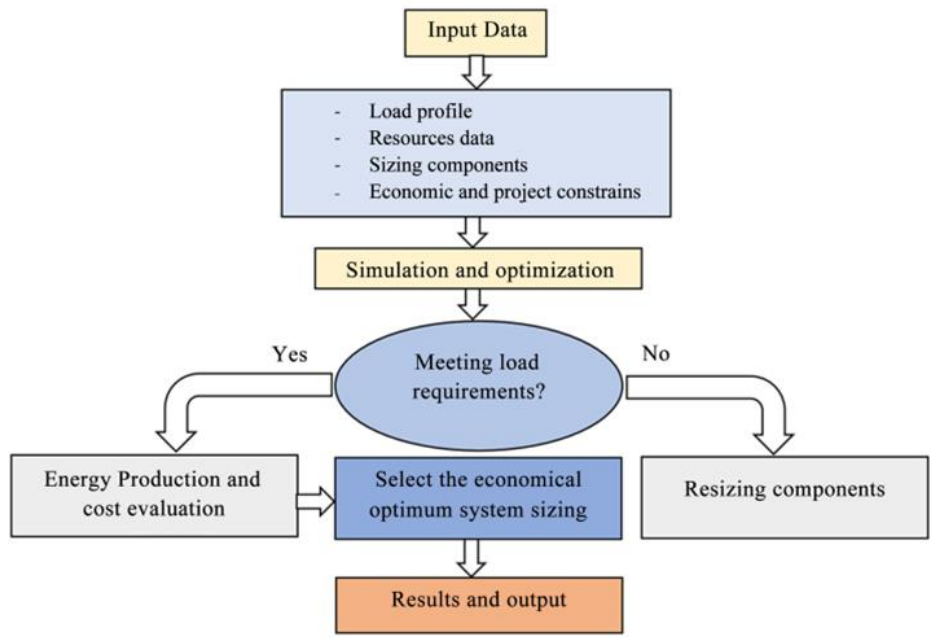 Input Data
- Load profile
- Resources data
- Sizing components
- Economic and project constrains
Simulation and optimization
Yes
No
Meeting load
requirements?
Energy Production and
cost evaluation
Select the economical
optimum system sizing
Resizing components
Results and output